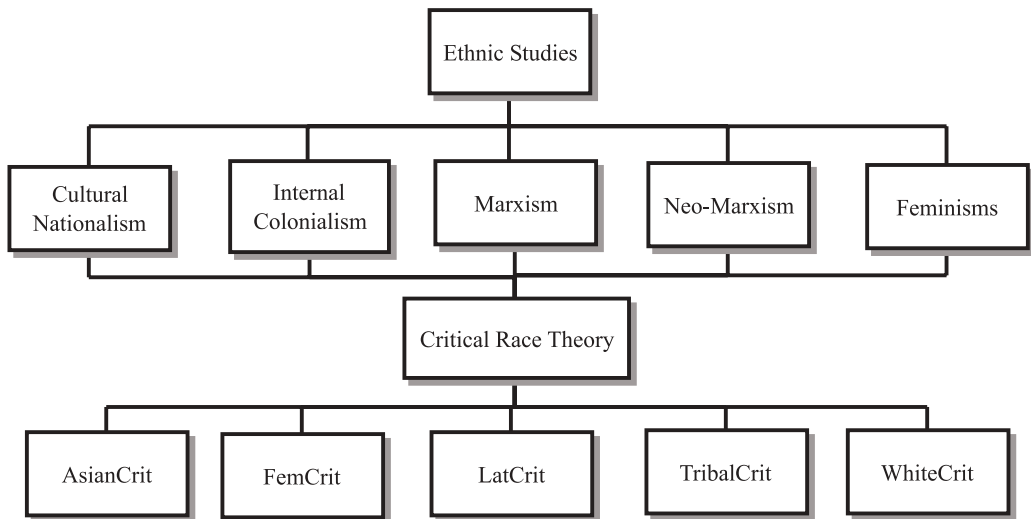 Ethnic Studies
Cultural
Nationalism
Internal
Colonialism
Marxism
Neo-Marxism
Feminisms
Critical Race Theory
AsianCrit
FemCrit
LatCrit
TribalCrit
WhiteCrit